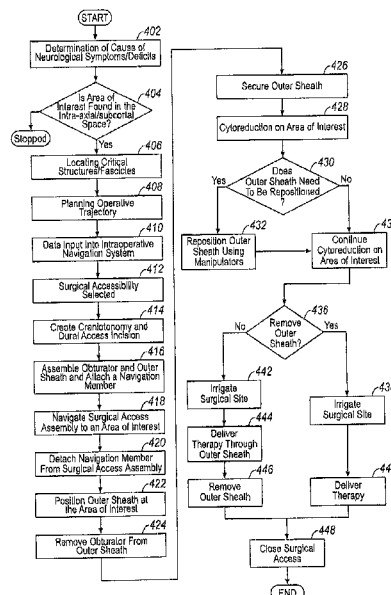 START
402
Determination of Cause of
Neurological Symptoms/Deficits
404
Is Area of
Interest Found in the
Intra-axial/subcortal
Space?
Stopped
Yes
406
Locating Critical
Structures/Fascicles
408
Planning Operative
Trajectory
410
Data Input Into Intraoperative
Navigation System
412
Surgical Accessibility
Selected
414
Create Craniotonomy and
Dural Access Incision
416
Assemble Obturator and Outer
Sheath and Attach a Navigation
Member
418
Navigate Surgical Access
Assembly to an Area of Interest
420
Detach Navigation Member
From Surgical Access Assembly
422
Position Outer Sheath at
the Area of Interest
424
Remove Obturator From
Outer Sheath
426
Secure Outer Sheath
428
Cytoreduction on Area of Interest
430
Does
Outer Sheath Need
To be Repositioned
?
Yes
No
432
Reposition Outer
Sheath Using
Manipulators
Continue
Cytoreduction on
Area of Interest
436
Remove
Outer
Sheath?
No
Yes
442
Irrigate
Surgical Site
444
Deliver
Therapy Through
Outer Sheath
446
Remove
Outer Sheath
Irrigate
Surgical Site
Deliver
Therapy
448
Close Surgical
Access
END